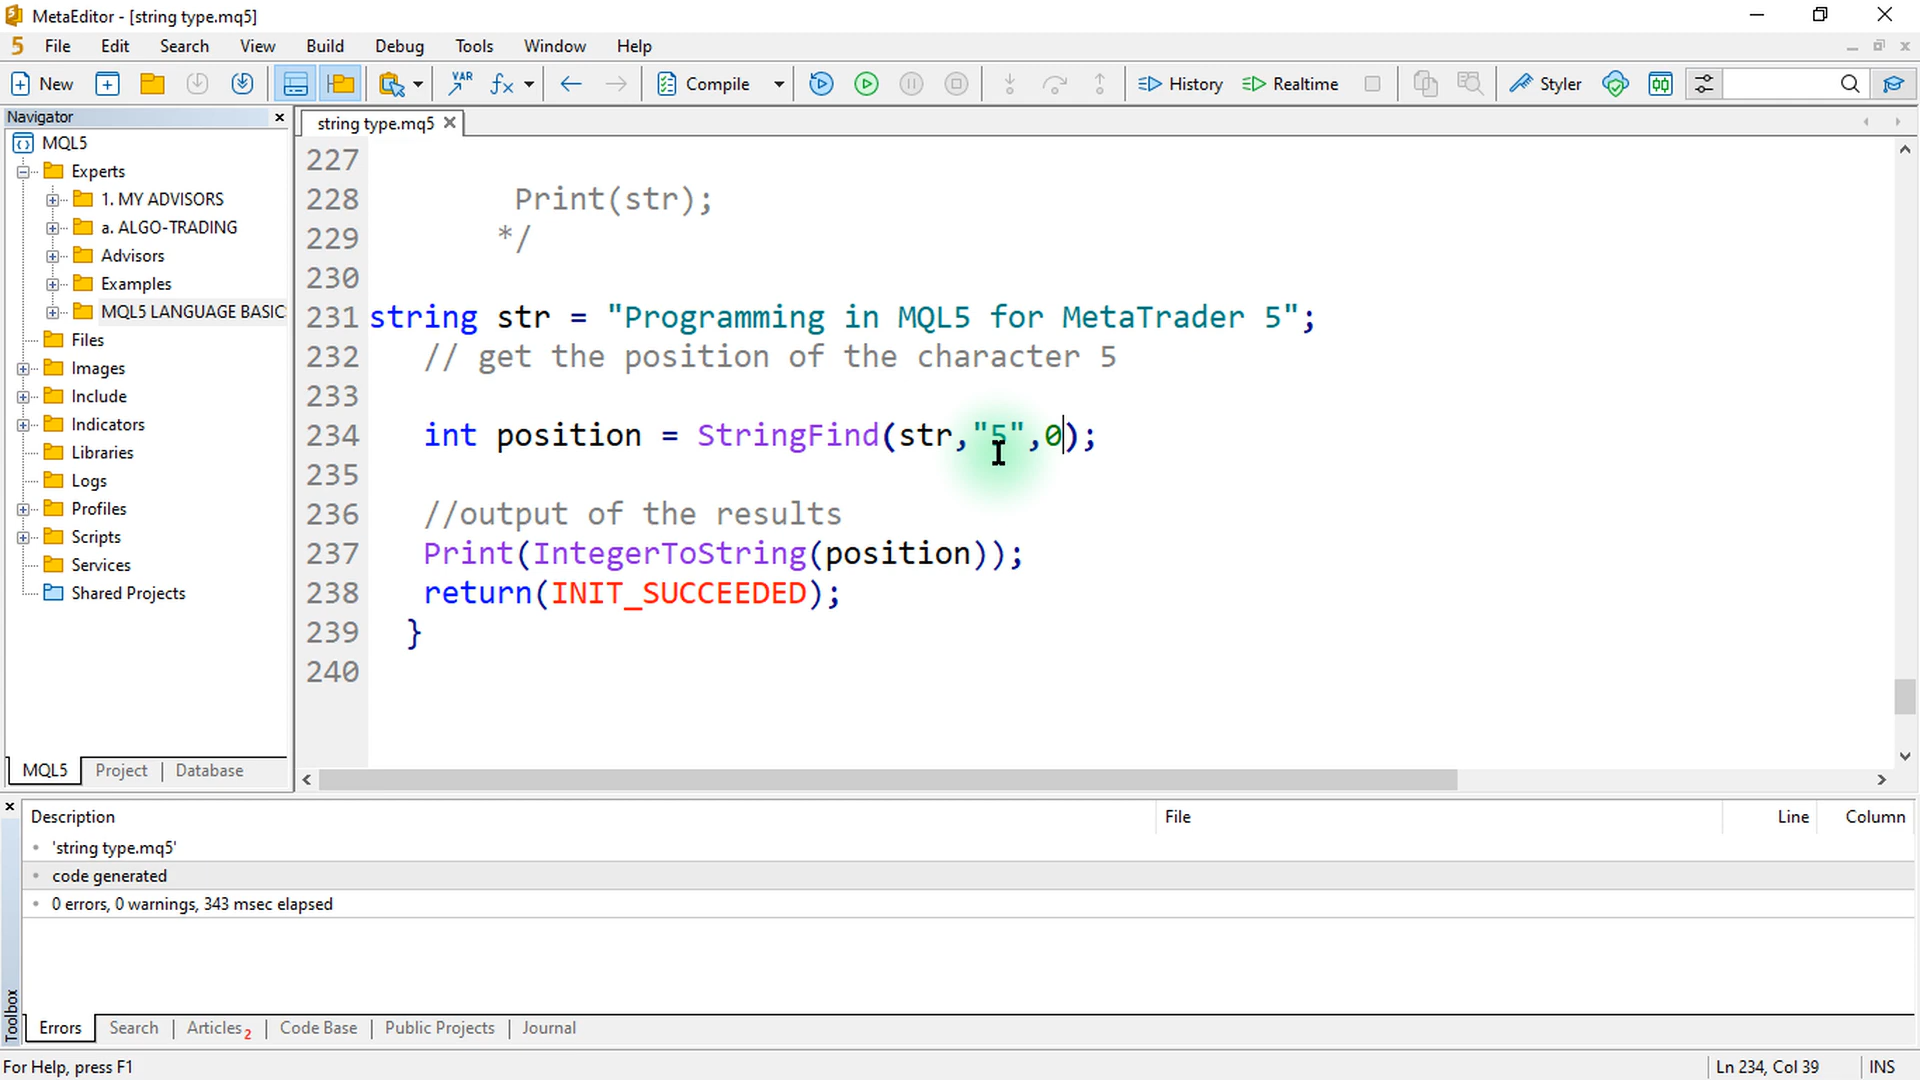 MetaEditor - [string type.mq5]
5 File Edit Search View Build Debug Tools Window Help
New VAR fx Compile History Realtime Styler
Navigator
string type.mq5
MQL5
Experts
1. MY ADVISORS
a. ALGO-TRADING
Advisors
Examples
MQL5 LANGUAGE BASIC
Files
Images
Include
Indicators
Libraries
Logs
Profiles
Scripts
Services
Shared Projects
MQL5 Project Database
227
228 Print(str);
229 */
230
231 string str = "Programming in MQL5 for MetaTrader 5";
232 // get the position of the character 5
233
234 int position = StringFind(str,"5",0);
235
236 //output of the results
237 Print(IntegerToString(position));
238 return(INIT_SUCCEEDED);
239 }
240
Description File Line Column
'string type.mq5'
code generated
0 errors, 0 warnings, 343 msec elapsed
Toolbox
Errors Search Articles 2 Code Base Public Projects Journal
For Help, press F1 Ln 234, Col 39 INS